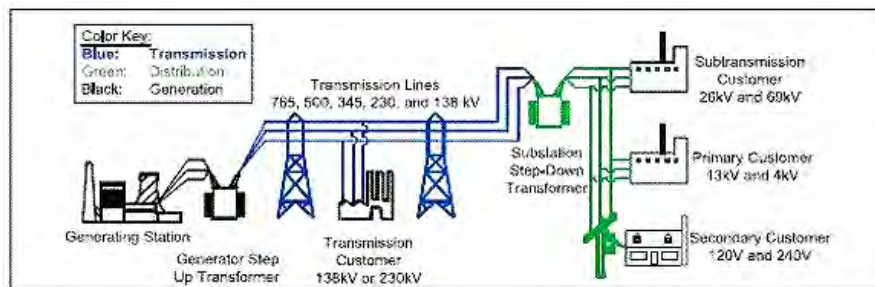 Color Key:
Blue: Transmission
Green: Distribution
Black: Generation
Transmission Lines
765, 500, 345, 230, and 138 kV
Subtransmission
Customer
26kV and 69kV
Substation
Step-Down
Transformer
Primary Customer
13kV and 4kV
Generating Station
Generator Step
Up Transformer
Transmission
Customer
138kV or 230kV
Secondary Customer
120V and 240V